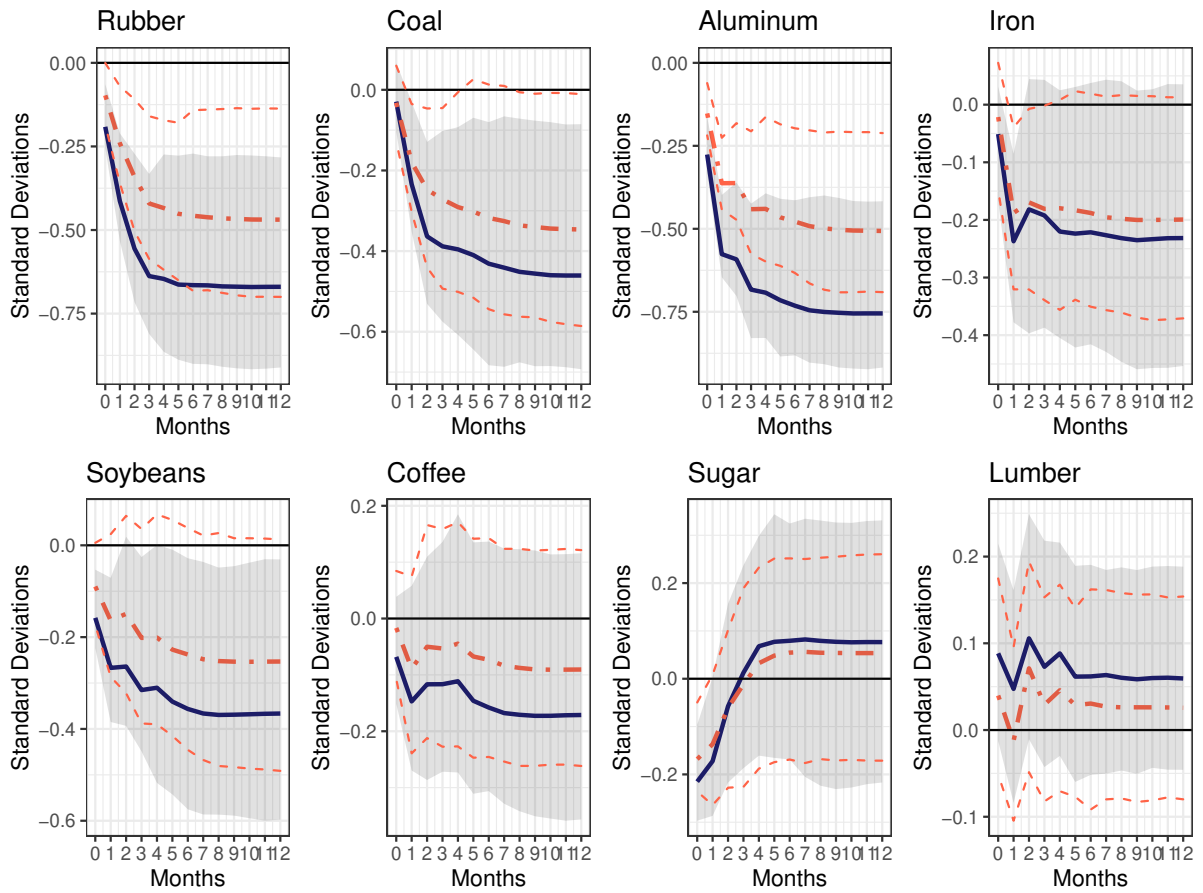 Rubber Coal Aluminum Iron
0.00
−0.25
−0.50
−0.75
Standard Deviations
0 1 2 3 4 5 6 7 8 9 10 11 12
Months
0.0
−0.2
−0.4
−0.6
Standard Deviations
0 1 2 3 4 5 6 7 8 9 10 11 12
Months
0.00
−0.25
−0.50
−0.75
Standard Deviations
0 1 2 3 4 5 6 7 8 9 10 11 12
Months
0.0
−0.1
−0.2
−0.3
−0.4
Standard Deviations
0 1 2 3 4 5 6 7 8 9 10 11 12
Months
Soybeans Coffee Sugar Lumber
0.0
−0.2
−0.4
−0.6
Standard Deviations
0 1 2 3 4 5 6 7 8 9 10 11 12
Months
0.2
0.0
−0.2
Standard Deviations
0 1 2 3 4 5 6 7 8 9 10 11 12
Months
0.2
0.0
−0.2
Standard Deviations
0 1 2 3 4 5 6 7 8 9 10 11 12
Months
0.2
0.1
0.0
−0.1
Standard Deviations
0 1 2 3 4 5 6 7 8 9 10 11 12
Months